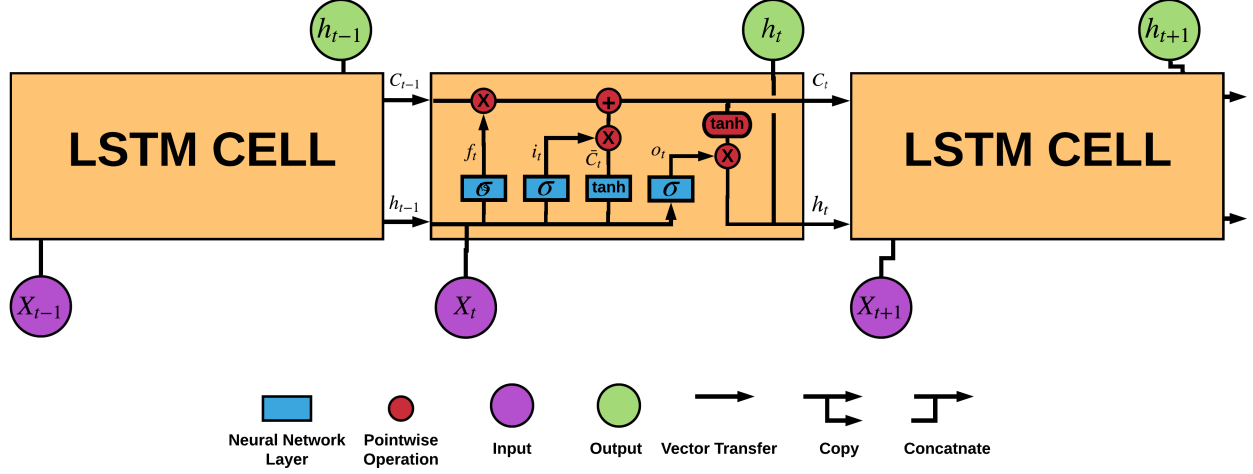 h_{t−1}
h_t
h_{t+1}
C_{t−1}
C_t
LSTM CELL
X
+
tanh
LSTM CELL
f_t
i_t
X
C̄_t
o_t
X
σ
σ
tanh
σ
h_{t−1}
h_t
X_{t−1}
X_t
X_{t+1}
Neural Network
Layer
Pointwise
Operation
Input
Output
Vector Transfer
Copy
Concatnate